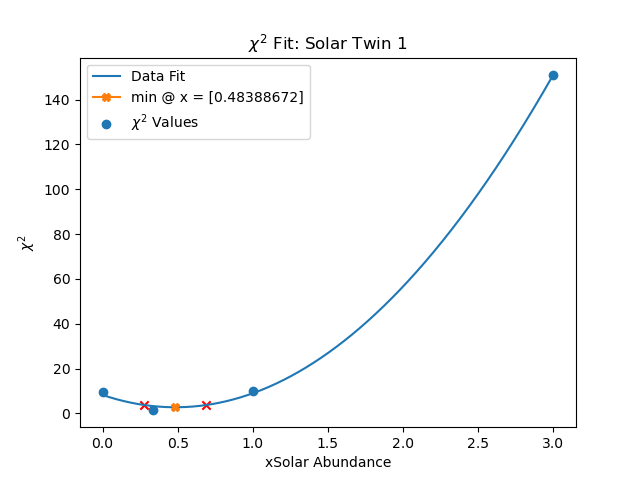 χ² Fit: Solar Twin 1
Data Fit
min @ x = [0.48388672]
χ² Values
140
120
100
80
60
40
20
0
χ²
0.0 0.5 1.0 1.5 2.0 2.5 3.0
xSolar Abundance